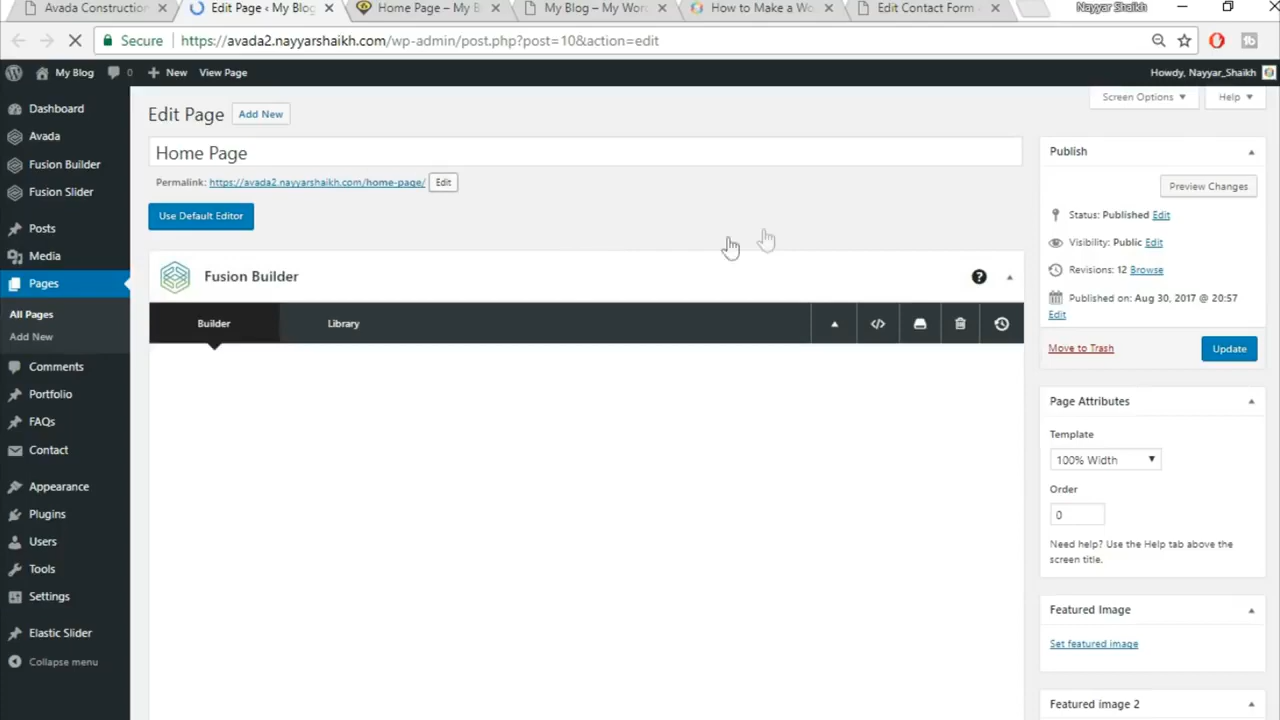 Avada Construction
Edit Page ‹ My Blog
Home Page – My B
My Blog – My Wor
How to Make a Wo
Edit Contact Form
Nayyar Shaikh
Secure
https://avada2.nayyarshaikh.com/wp-admin/post.php?post=10&action=edit
My Blog
0
New
View Page
Howdy, Nayyar_Shaikh
Dashboard
Avada
Fusion Builder
Fusion Slider
Posts
Media
Pages
All Pages
Add New
Comments
Portfolio
FAQs
Contact
Appearance
Plugins
Users
Tools
Settings
Elastic Slider
Collapse menu
Screen Options
Help
Edit Page
Add New
Home Page
Permalink: https://avada2.nayyarshaikh.com/home-page/ Edit
Use Default Editor
Fusion Builder
Builder
Library
Publish
Preview Changes
Status: Published Edit
Visibility: Public Edit
Revisions: 12 Browse
Published on: Aug 30, 2017 @ 20:57
Edit
Move to Trash
Update
Page Attributes
Template
100% Width
Order
0
Need help? Use the Help tab above the
screen title.
Featured Image
Set featured image
Featured image 2